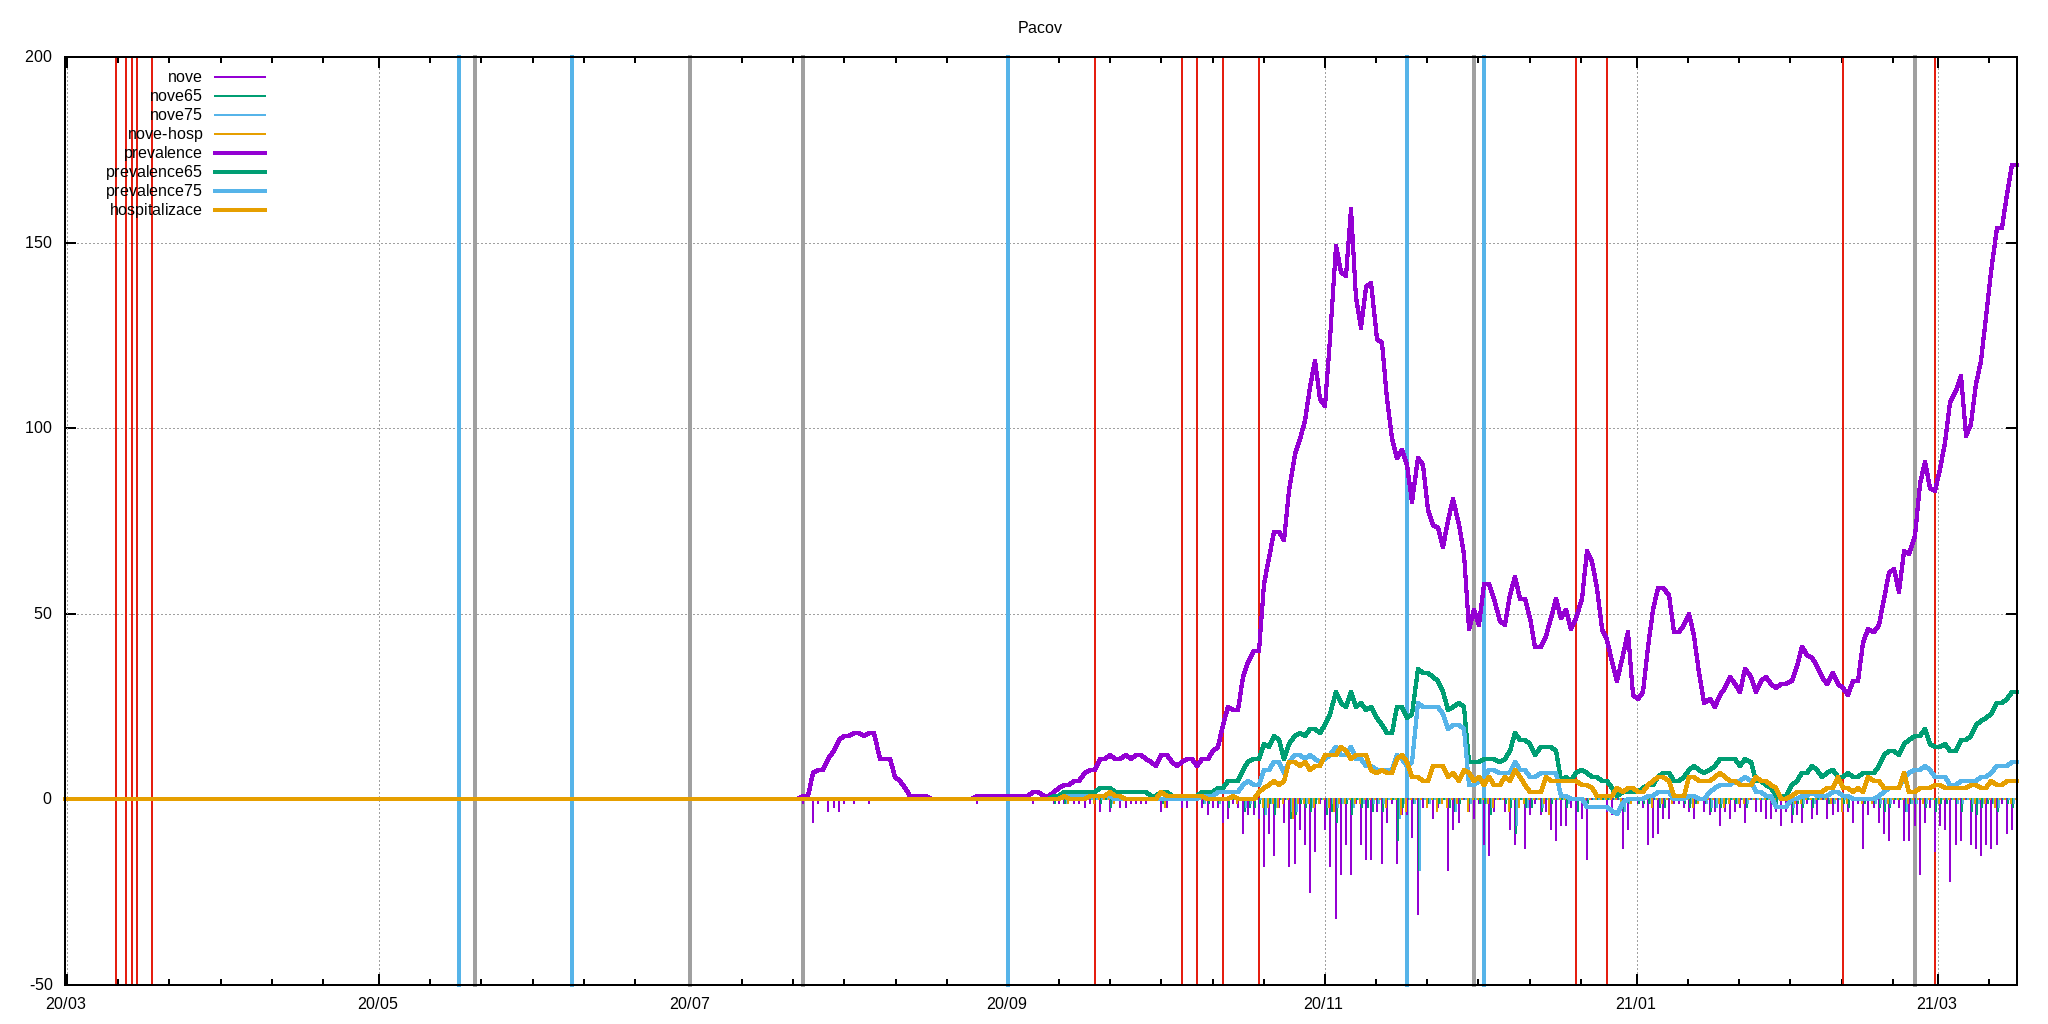 Pacov
200
150
100
50
0
-50
nove
nove65
nove75
nove-hosp
prevalence
prevalence65
prevalence75
hospitalizace
20/03 20/05 20/07 20/09 20/11 21/01 21/03